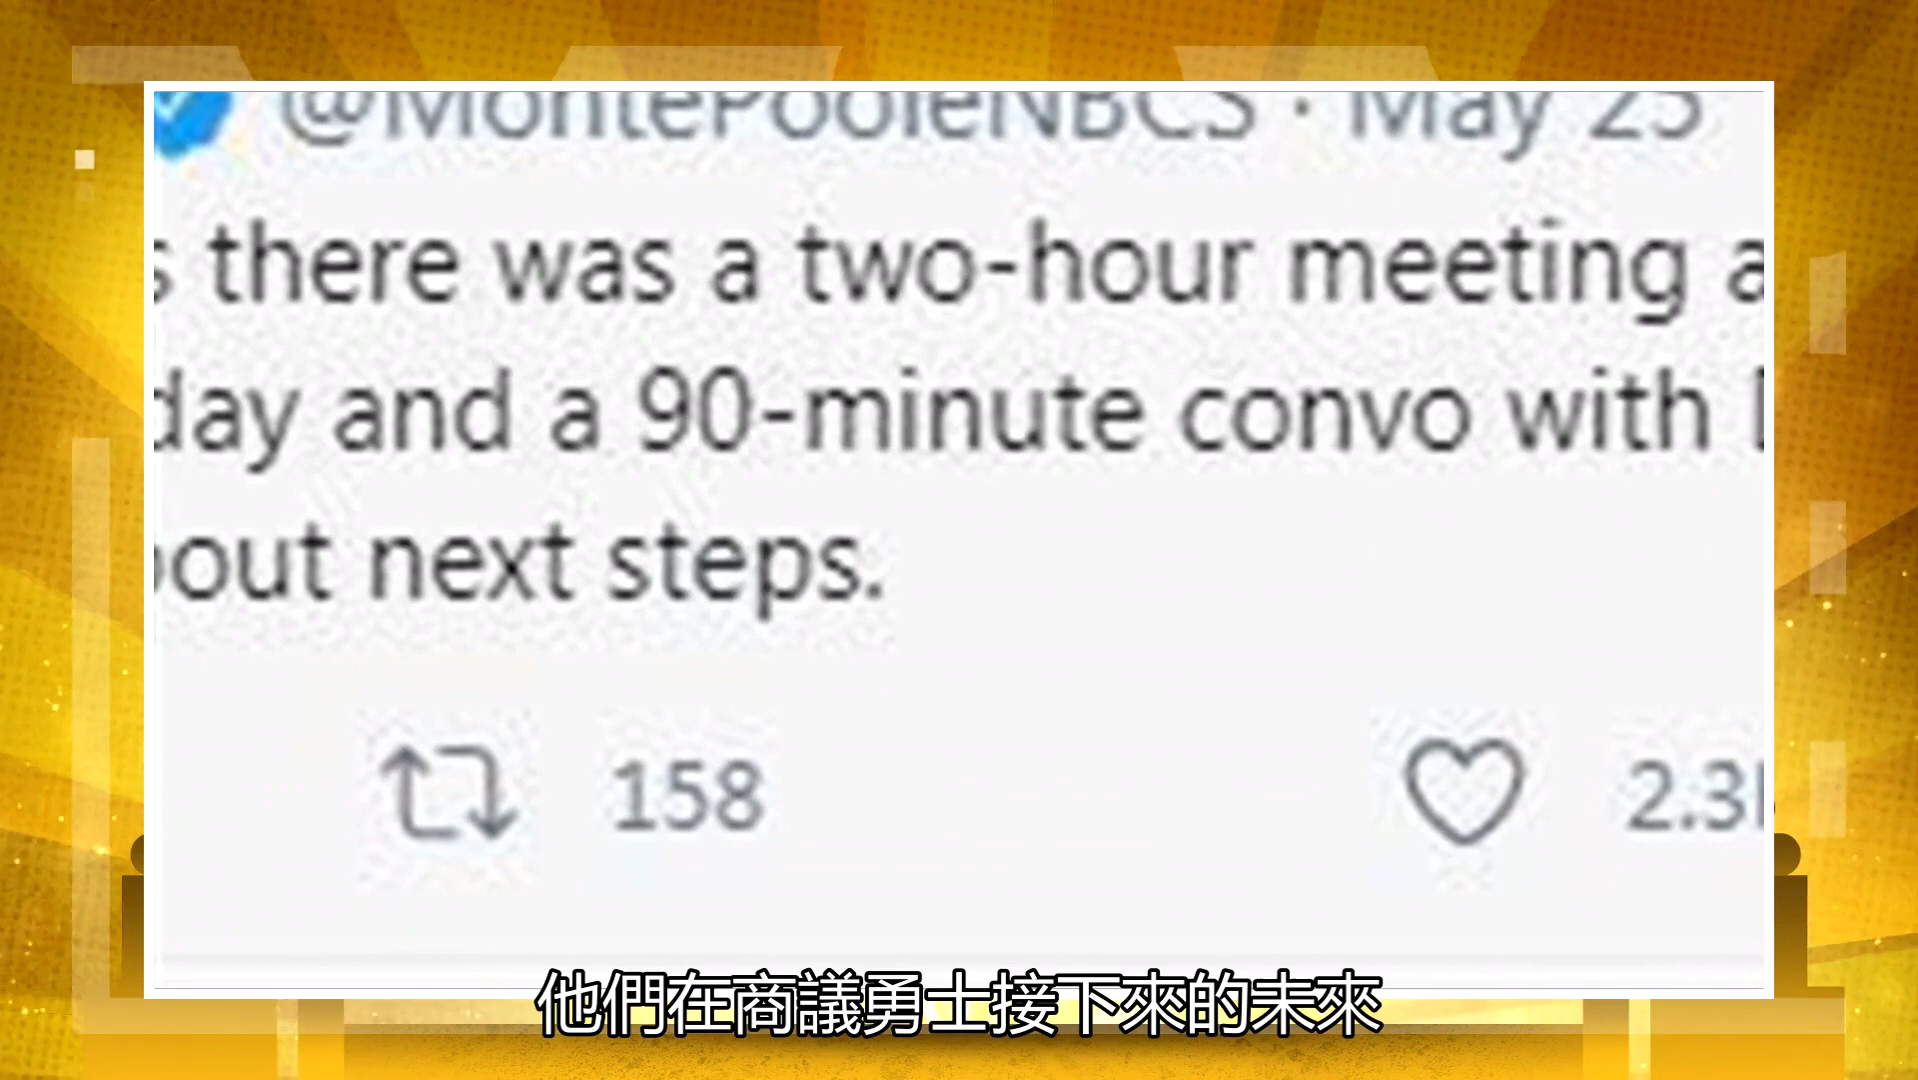 @MontePooleNBCS · May 25
there was a two-hour meeting
day and a 90-minute convo with
out next steps.
158
2.3
他們在商議勇士接下來的未來